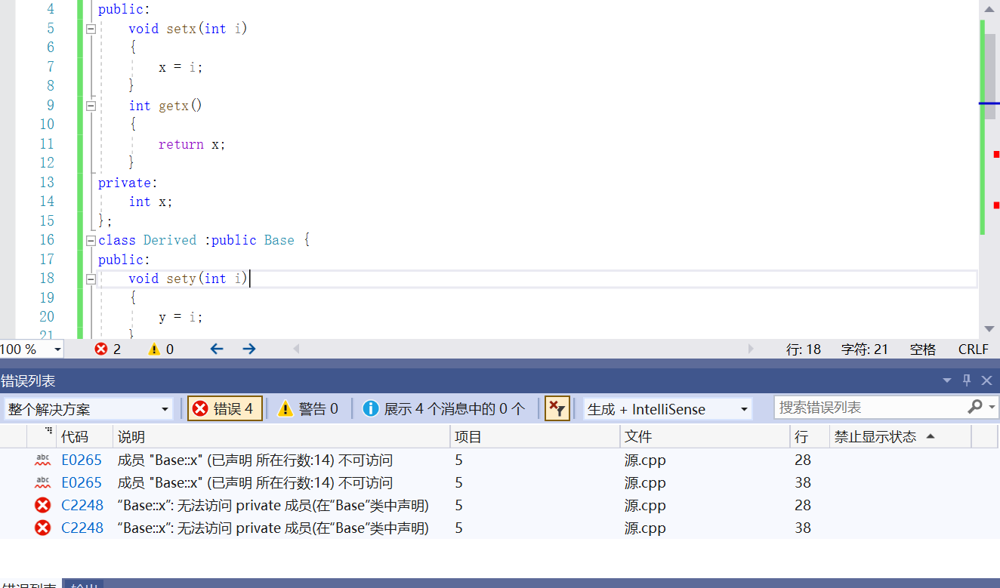 4 public:
5 void setx(int i)
6 {
7 x = i;
8 }
9 int getx()
10 {
11 return x;
12 }
13 private:
14 int x;
15 };
16 class Derived :public Base {
17 public:
18 void sety(int i)
19 {
20 y = i;
21 }
100 % 2 0 行: 18 字符: 21 空格 CRLF
错误列表
整个解决方案 错误 4 警告 0 展示 4 个消息中的 0 个 生成 + IntelliSense 搜索错误列表
代码 说明 项目 文件 行 禁止显示状态
abc E0265 成员 "Base::x" (已声明 所在行数:14) 不可访问 5 源.cpp 28
abc E0265 成员 "Base::x" (已声明 所在行数:14) 不可访问 5 源.cpp 38
C2248 “Base::x”: 无法访问 private 成员(在“Base”类中声明) 5 源.cpp 28
C2248 “Base::x”: 无法访问 private 成员(在“Base”类中声明) 5 源.cpp 38
错误列表 输出